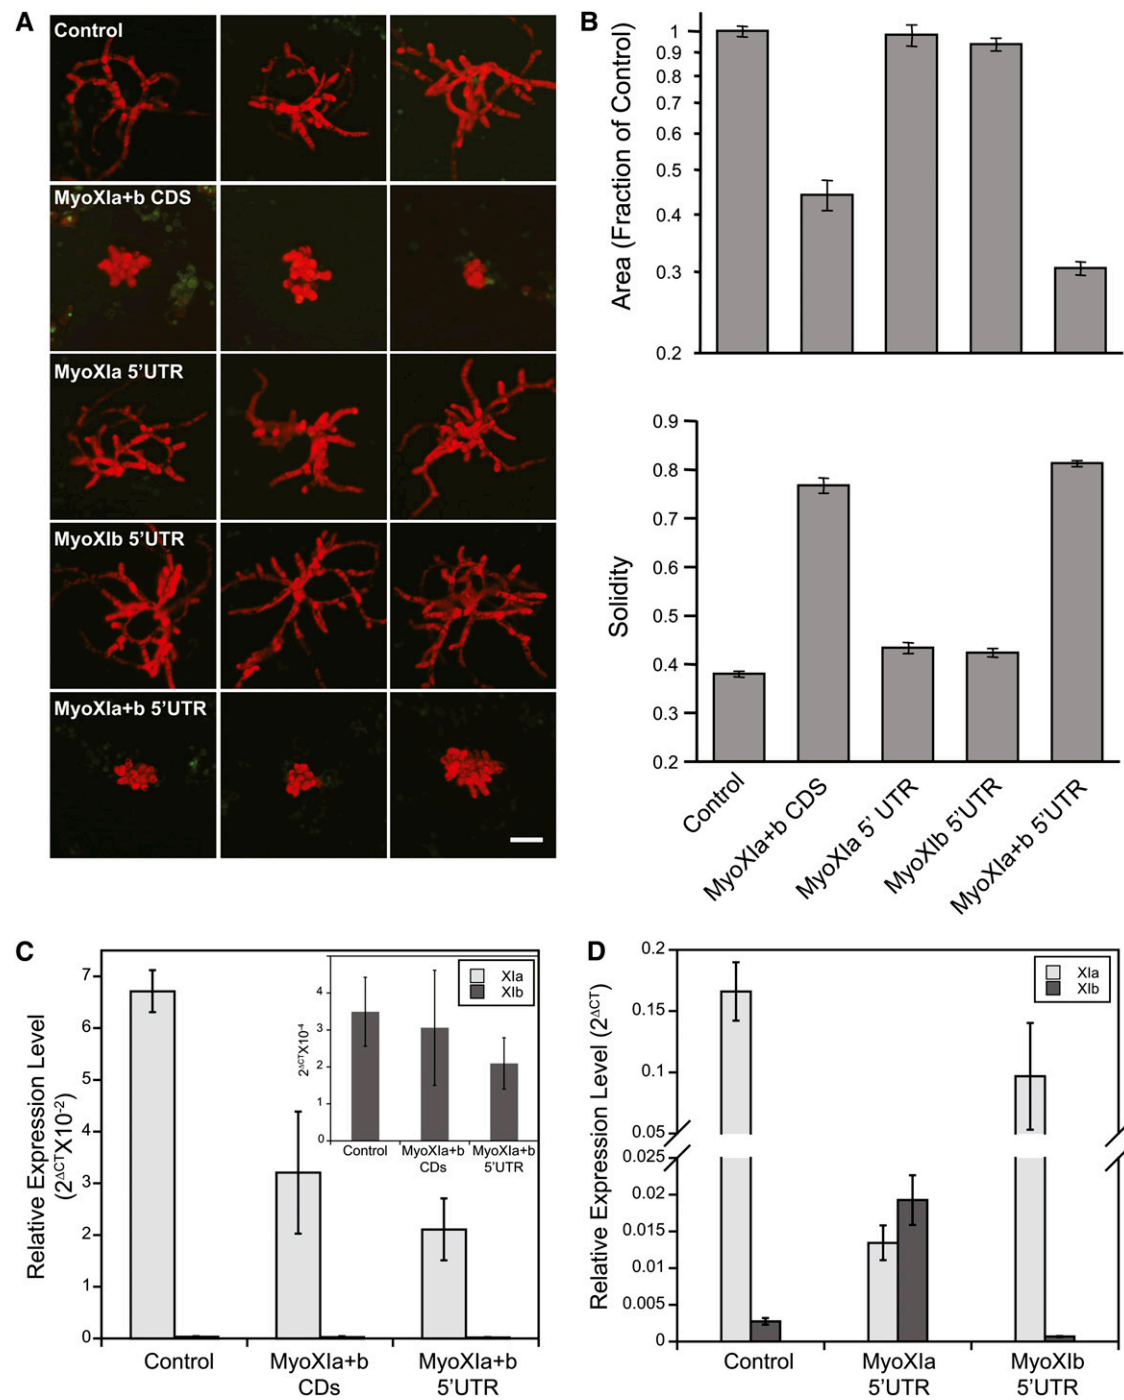 A
Control
MyoXIa+b CDS
MyoXIa 5'UTR
MyoXIb 5'UTR
MyoXIa+b 5'UTR
B
Area (Fraction of Control)
1
0.9
0.8
0.7
0.6
0.5
0.4
0.3
0.2
Solidity
0.9
0.8
0.7
0.6
0.5
0.4
0.3
0.2
Control
MyoXIa+b CDS
MyoXIa 5' UTR
MyoXIb 5'UTR
MyoXIa+b 5'UTR
C
Relative Expression Level
(2^ΔCT X10^-2)
7
6
5
4
3
2
1
0
XIa
XIb
2^ΔCT X10^-4
4
3
2
1
0
Control
MyoXIa+b
CDs
MyoXIa+b
5'UTR
Control
MyoXIa+b
CDs
MyoXIa+b
5'UTR
D
Relative Expression Level (2^ΔCT)
0.2
0.15
0.1
0.05
0.025
0.020
0.015
0.010
0.005
0
XIa
XIb
Control
MyoXIa
5'UTR
MyoXIb
5'UTR